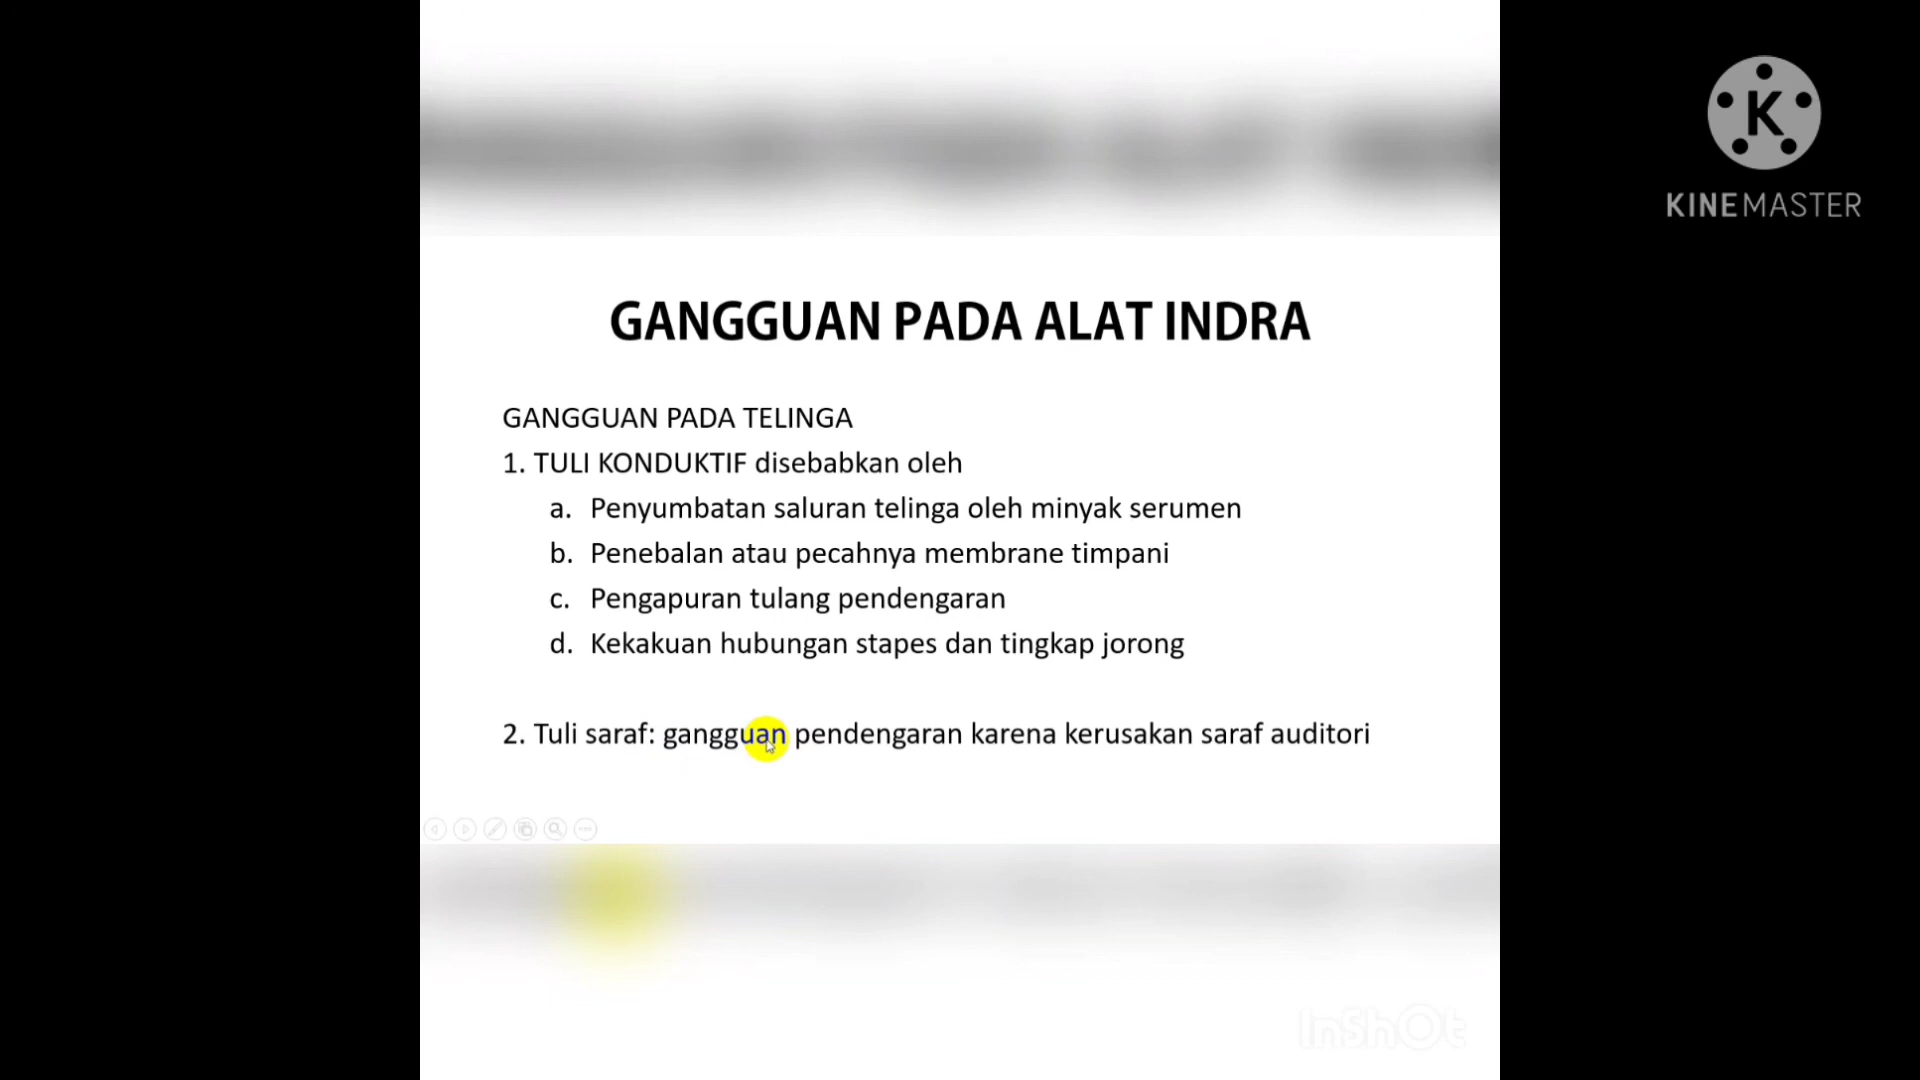 K
KINEMASTER
GANGGUAN PADA ALAT INDRA
GANGGUAN PADA TELINGA
1. TULI KONDUKTIF disebabkan oleh
a. Penyumbatan saluran telinga oleh minyak serumen
b. Penebalan atau pecahnya membrane timpani
c. Pengapuran tulang pendengaran
d. Kekakuan hubungan stapes dan tingkap jorong
2. Tuli saraf: gangguan pendengaran karena kerusakan saraf auditori
InShOt